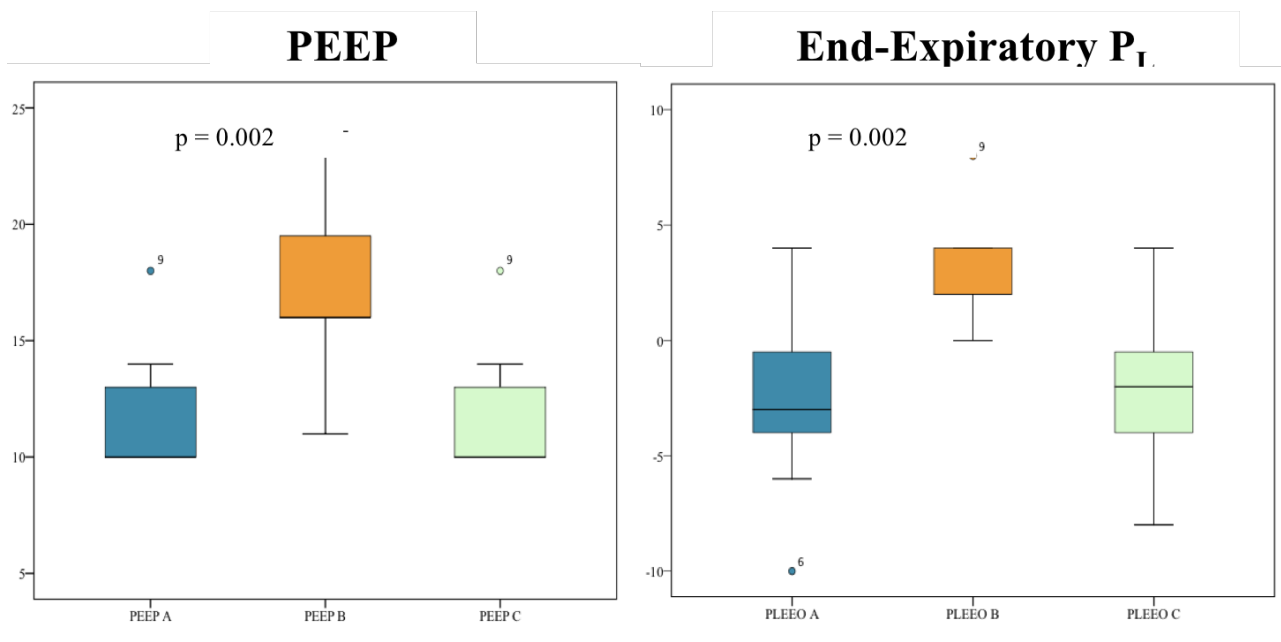 PEEP
25
20
15
10
5
p = 0.002
9
9
PEEP A
PEEP B
PEEP C
End-Expiratory P_L
10
5
0
-5
-10
p = 0.002
9
6
PLEEO A
PLEEO B
PLEEO C